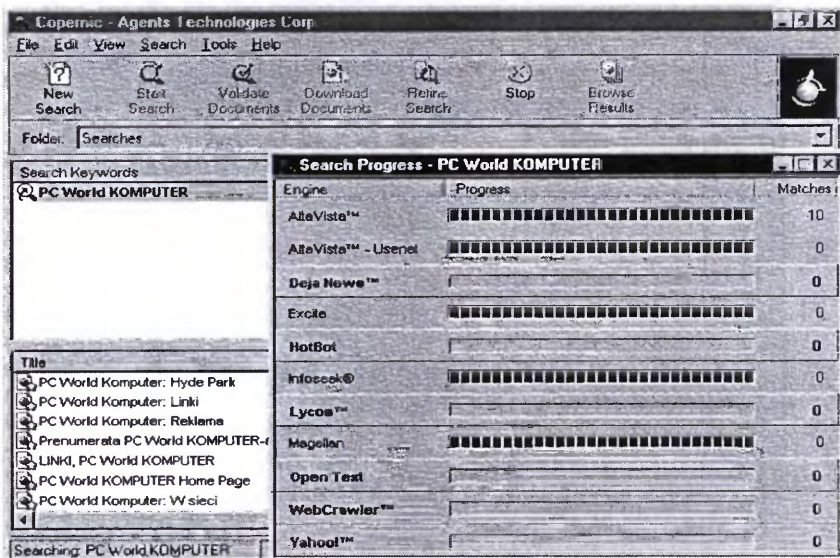 Copernic - Agents Technologies Corp
File Edit View Search Tools Help
New Search
Start Search
Validate Documents
Download Documents
Refine Search
Stop
Browse Results
Folder: Searches
Search Keywords
PC World KOMPUTER
Search Progress - PC World KOMPUTER
Engine Progress Matches
AltaVista™ 10
AltaVista™ - Usenet 0
Deja News™ 0
Excite 0
HotBot 0
Infoseek® 0
Lycos™ 0
Magellan 0
Open Text 0
WebCrawler™ 0
Yahoo!™ 0
Title
PC World Komputer: Hyde Park
PC World Komputer: Linki
PC World Komputer: Reklama
Prenumerata PC World KOMPUTER-
LINKI, PC World KOMPUTER
PC World KOMPUTER Home Page
PC World Komputer: W sieci
Searching: PC World KOMPUTER